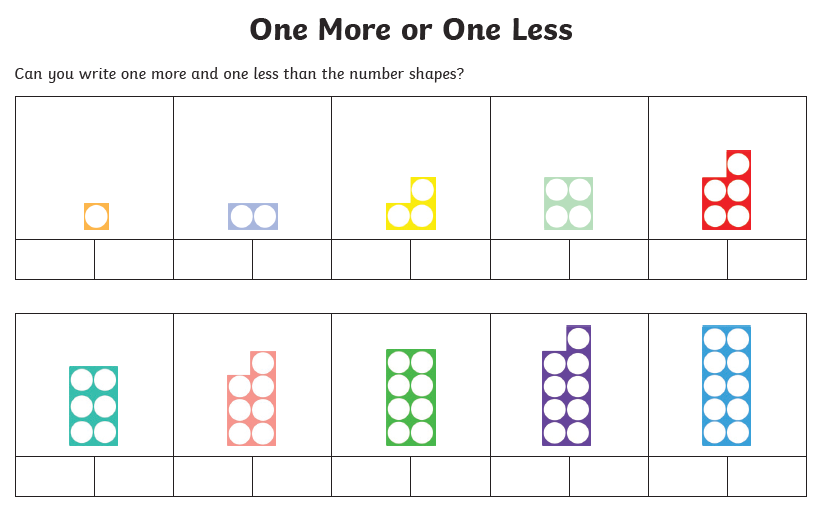 One More or One Less
Can you write one more and one less than the number shapes?